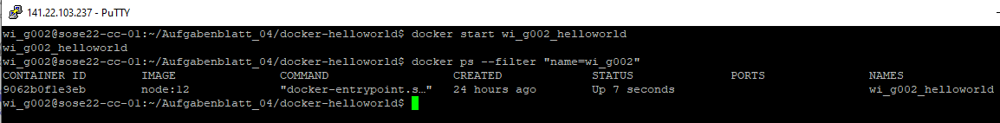 141.22.103.237 - PuTTY
wi_g002@sose22-cc-01:~/Aufgabenblatt_04/docker-helloworld$ docker start wi_g002_helloworld
wi_g002_helloworld
wi_g002@sose22-cc-01:~/Aufgabenblatt_04/docker-helloworld$ docker ps --filter "name=wi_g002"
CONTAINER ID IMAGE COMMAND CREATED STATUS PORTS NAMES
9062b0f1e3eb node:12 "docker-entrypoint.s…" 24 hours ago Up 7 seconds wi_g002_helloworld
wi_g002@sose22-cc-01:~/Aufgabenblatt_04/docker-helloworld$